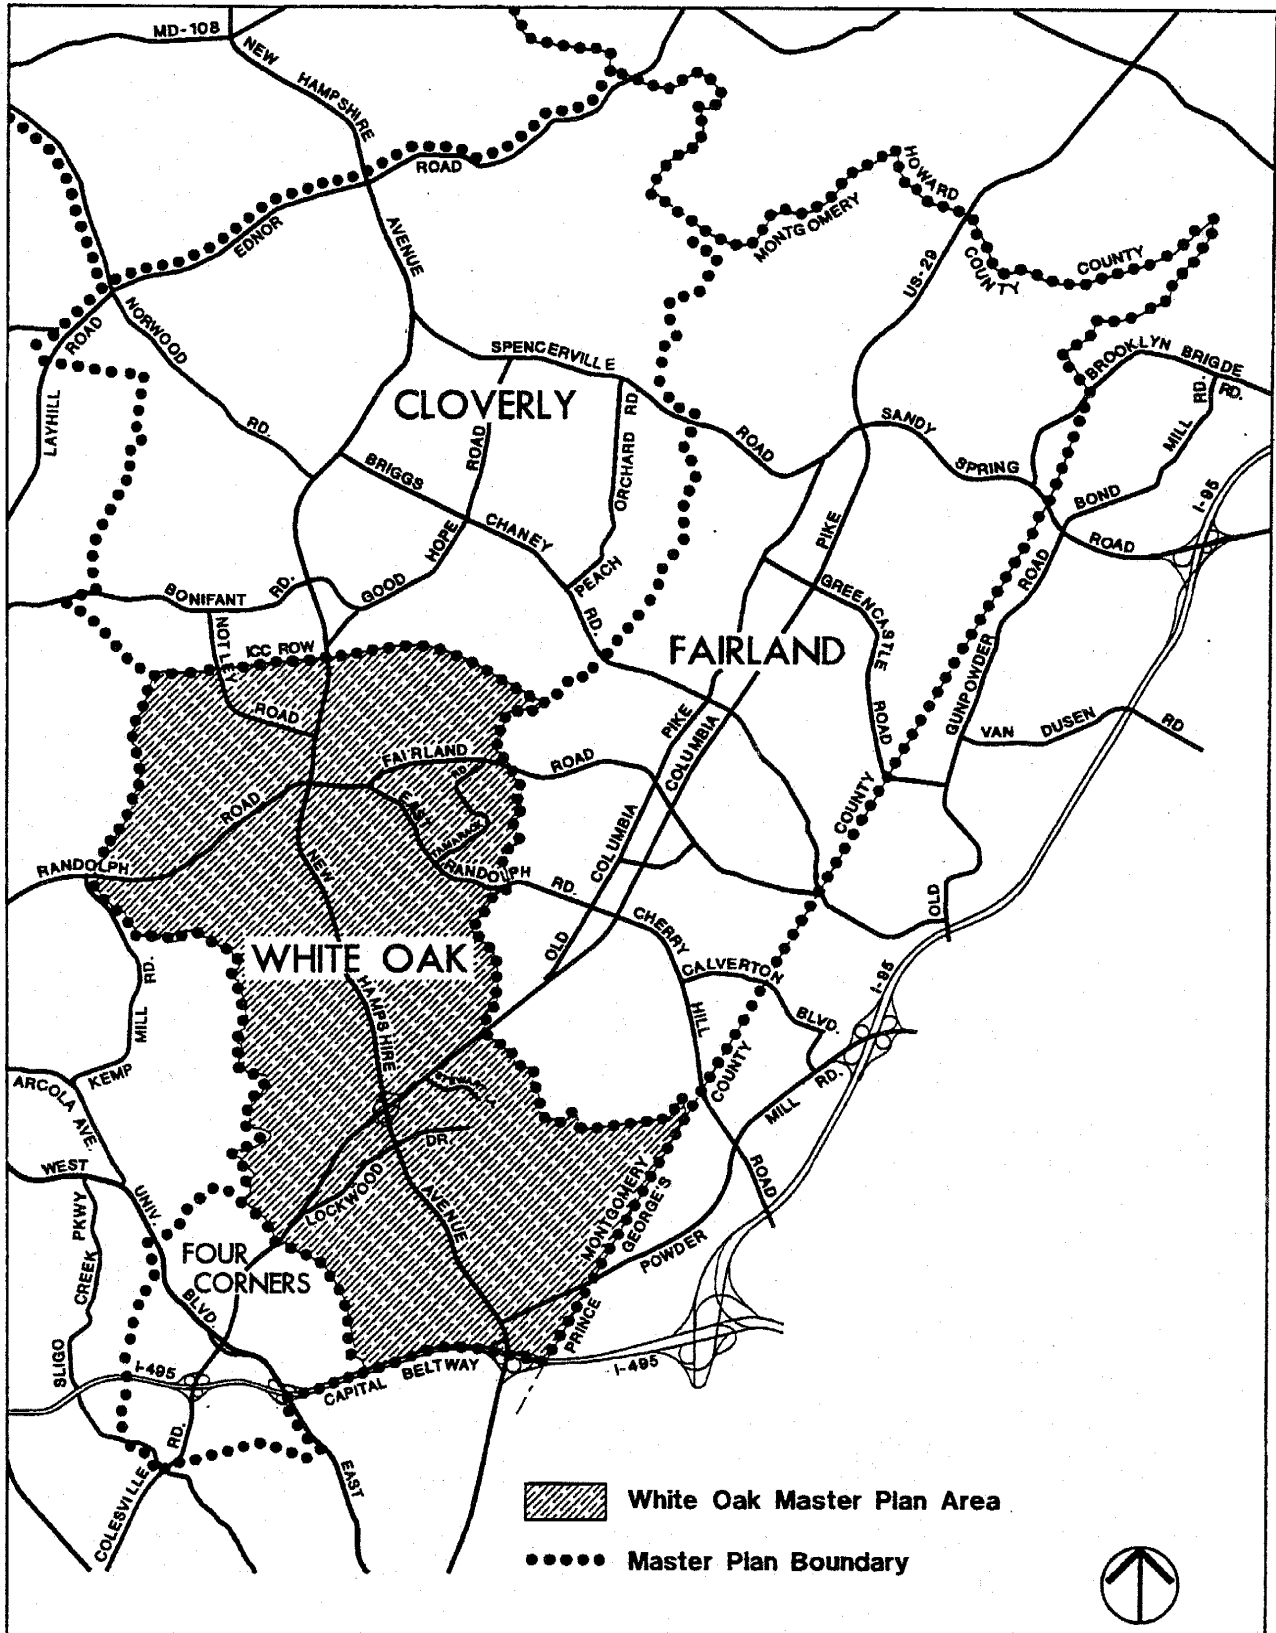 MD-108
NEW
HAMPSHIRE
AVENUE
EDNOR
ROAD
HOWARD
MONTGOMERY
COUNTY
COUNTY
US-29
ROAD
NORWOOD
RD.
LAYHILL
SPENCERVILLE
ROAD
BROOKLYN BRIGDE
RD.
CLOVERLY
ROAD
ORCHARD RD
SANDY
SPRING
ROAD
MILL
RD.
BOND
I-95
BRIGGS
CHANEY
RD.
HOPE
GOOD
PEACH
PIKE
ROAD
GREENCASTLE
ROAD
BONIFANT
RD.
NOTLEY
ROAD
ICC ROW
FAIRLAND
GUNPOWDER
VAN DUSEN
RD
PIKE
COLUMBIA
FAIRLAND
ROAD
RD
EAST
TAMARACK
ROAD
RANDOLPH
RANDOLPH
RD.
COLUMBIA
COUNTY
OLD
NEW
WHITE OAK
OLD
CHERRY
CALVERTON
BLVD.
I-95
MILL RD.
HAMPSHIRE
HILL
COUNTY
KEMP
ARCOLA AVE.
STEWART
MILL
RD.
WEST
DR.
LOCKWOOD
AVENUE
MONTGOMERY
GEORGE'S
ROAD
UNIV.
PKWY
CREEK
SLIGO
FOUR
CORNERS
BLVD.
POWDER
PRINCE
I-495
CAPITAL BELTWAY
I-495
RD.
COLESVILLE
EAST
White Oak Master Plan Area
Master Plan Boundary